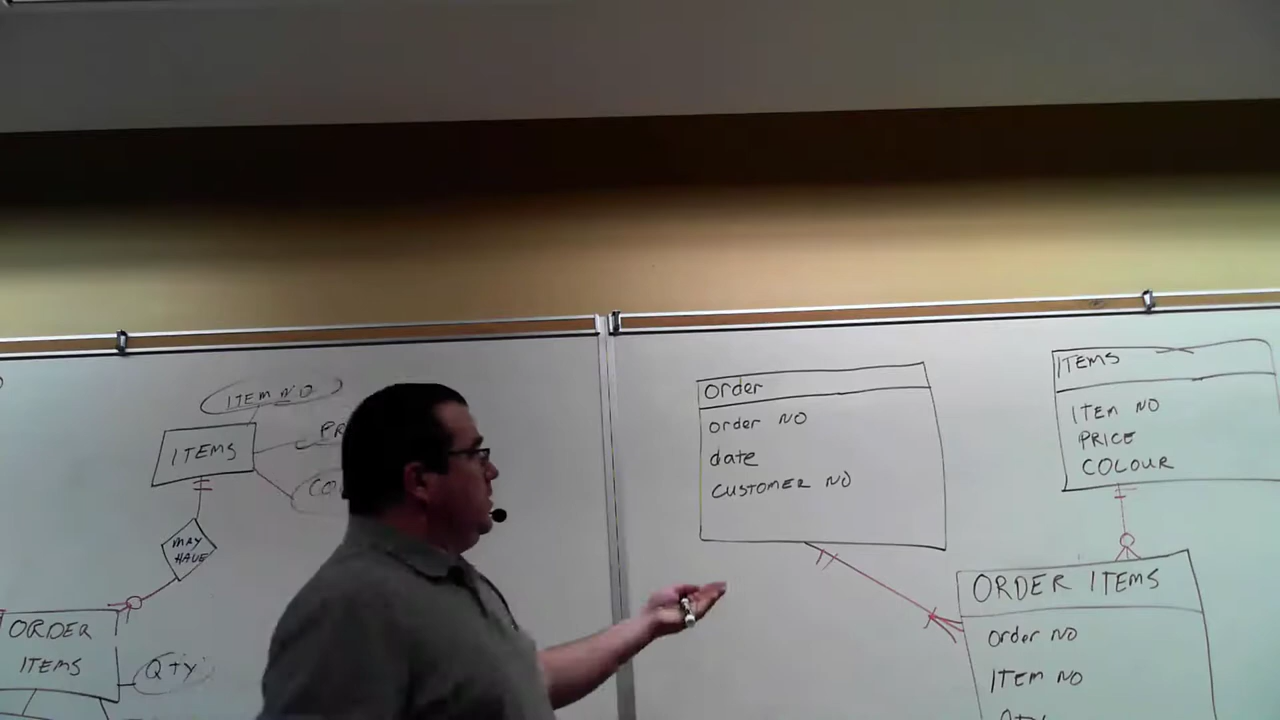 ITEM NO
ITEMS
MAY
HAVE
ORDER
ITEMS
QTY
Order
order NO
date
CUSTOMER NO
ITEMS
ITEM NO
PRICE
COLOUR
ORDER ITEMS
order NO
ITEM NO